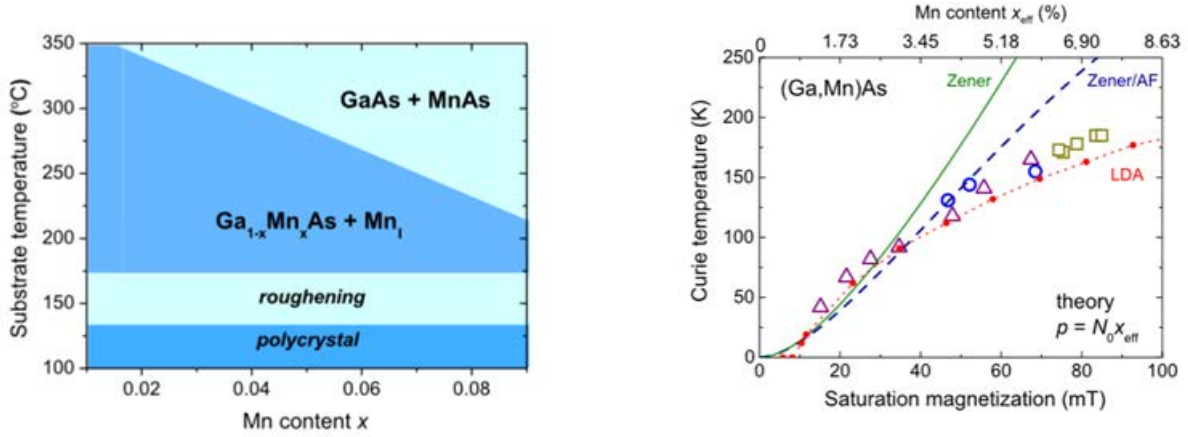 350
300
250
200
150
100
Substrate temperature (°C)
GaAs + MnAs
Ga₁₋ₓMnₓAs + Mn_I
roughening
polycrystal
0.02 0.04 0.06 0.08
Mn content x
Mn content x_eff (%)
0 1.73 3.45 5.18 6.90 8.63
250
200
150
100
50
0
Curie temperature (K)
(Ga,Mn)As
Zener
Zener/AF
LDA
theory
p = N₀x_eff
0 20 40 60 80 100
Saturation magnetization (mT)